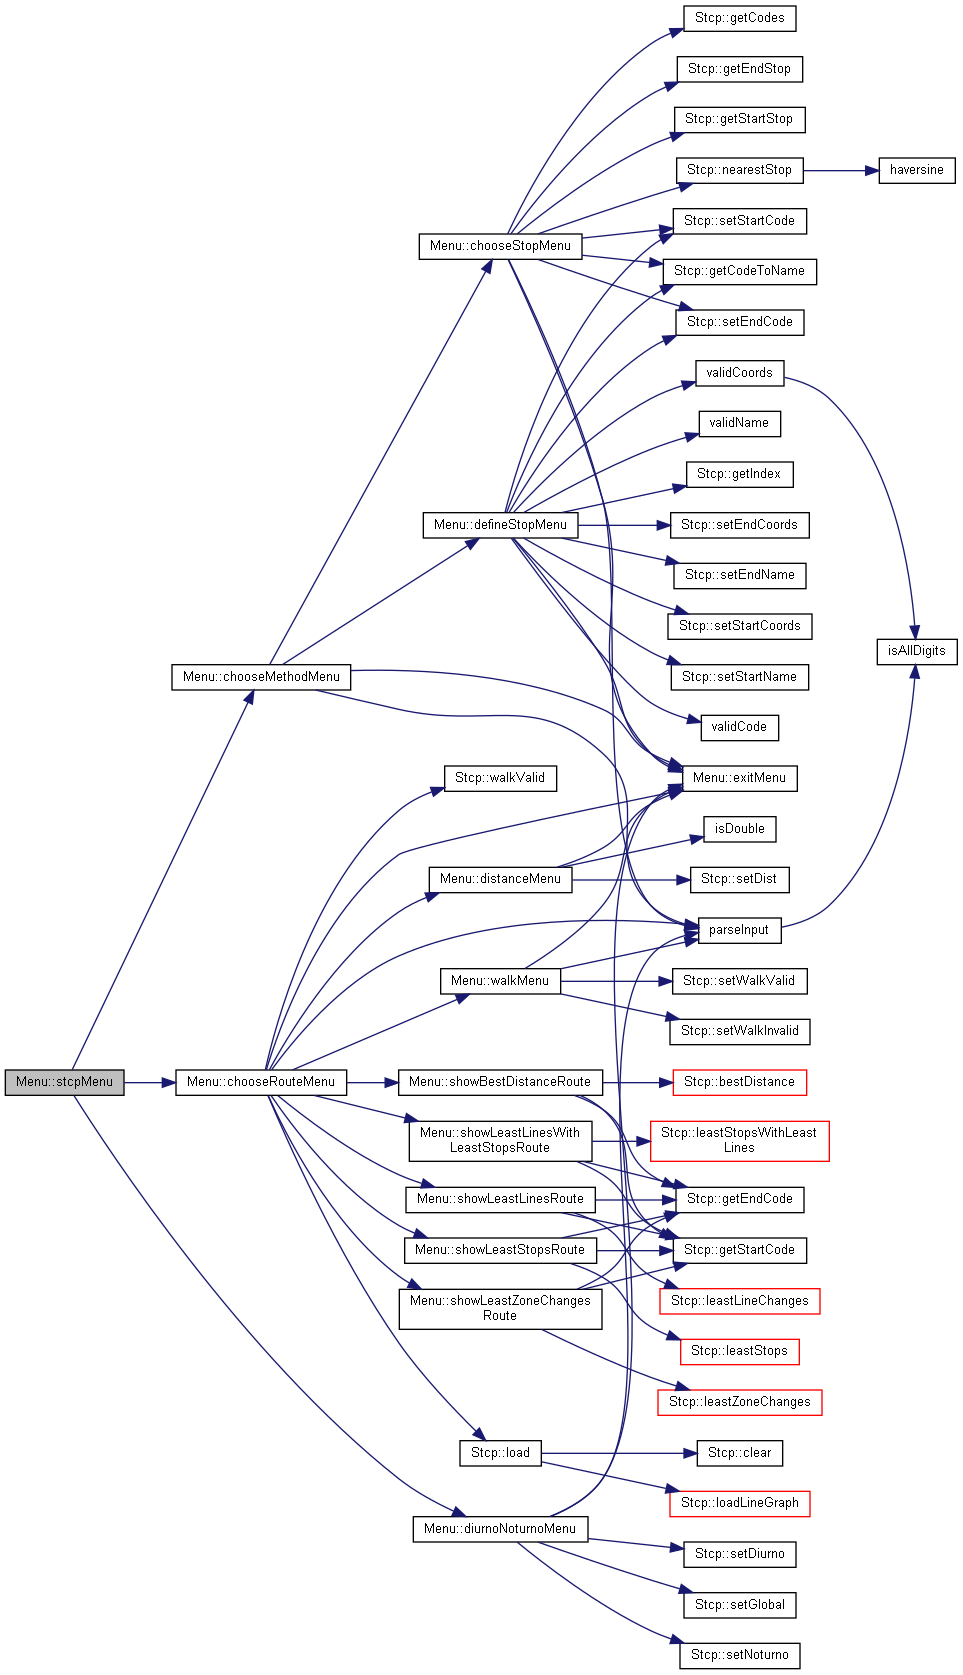 Stcp::getCodes
Stcp::getEndStop
Stcp::getStartStop
Stcp::nearestStop
haversine
Stcp::setStartCode
Menu::chooseStopMenu
Stcp::getCodeToName
Stcp::setEndCode
validCoords
validName
Stcp::getIndex
Menu::defineStopMenu
Stcp::setEndCoords
Stcp::setEndName
Stcp::setStartCoords
isAllDigits
Menu::chooseMethodMenu
Stcp::setStartName
validCode
Stcp::walkValid
Menu::exitMenu
isDouble
Menu::distanceMenu
Stcp::setDist
parseInput
Menu::walkMenu
Stcp::setWalkValid
Stcp::setWalkInvalid
Menu::stcpMenu
Menu::chooseRouteMenu
Menu::showBestDistanceRoute
Stcp::bestDistance
Menu::showLeastLinesWith
LeastStopsRoute
Stcp::leastStopsWithLeast
Lines
Menu::showLeastLinesRoute
Stcp::getEndCode
Menu::showLeastStopsRoute
Stcp::getStartCode
Menu::showLeastZoneChanges
Route
Stcp::leastLineChanges
Stcp::leastStops
Stcp::leastZoneChanges
Stcp::load
Stcp::clear
Stcp::loadLineGraph
Menu::diurnoNoturnoMenu
Stcp::setDiurno
Stcp::setGlobal
Stcp::setNoturno